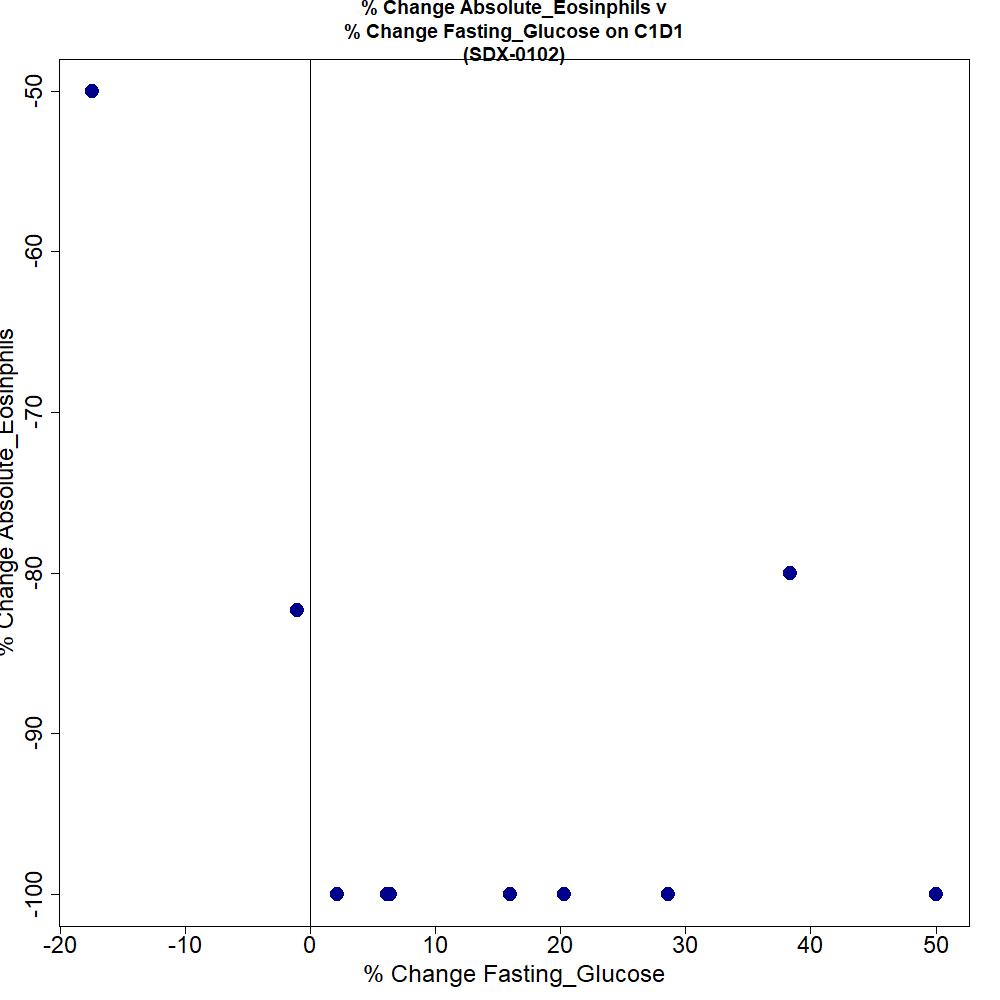 % Change Absolute_Eosinphils v
% Change Fasting_Glucose on C1D1
(SDX-0102)
% Change Absolute_Eosinphils
-50
-60
-70
-80
-90
-100
-20
-10
0
10
20
30
40
50
% Change Fasting_Glucose